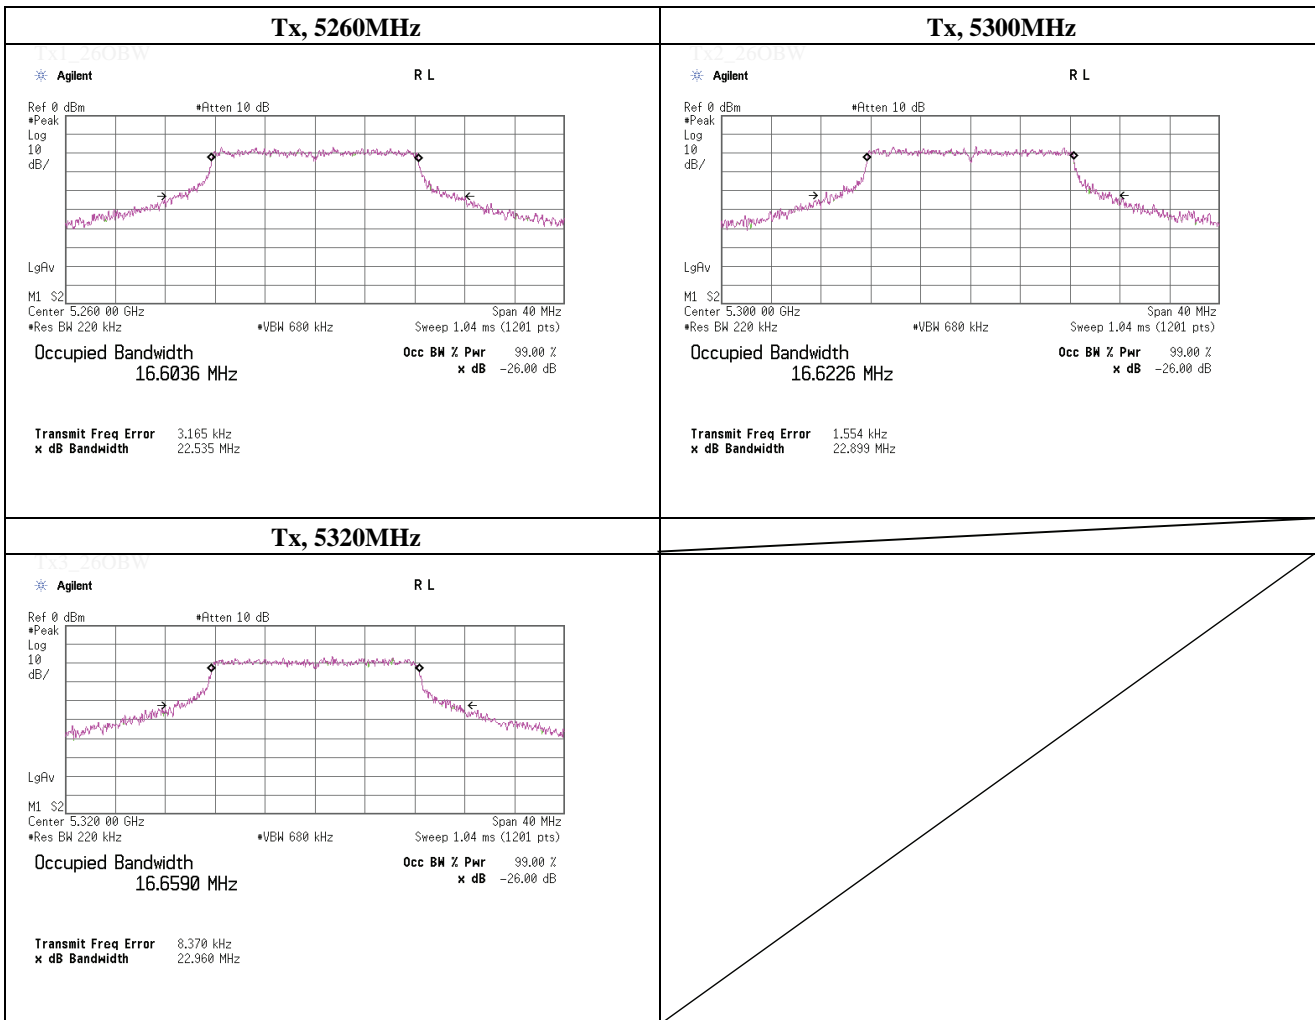 Tx, 5260MHz
Tx1_26OBW
Agilent
R L
Ref 0 dBm #Atten 10 dB
#Peak
Log
10
dB/
LgAv
M1 S2
Center 5.260 00 GHz Span 40 MHz
#Res BW 220 kHz #VBW 680 kHz Sweep 1.04 ms (1201 pts)
Occupied Bandwidth Occ BW % Pwr 99.00 %
16.6036 MHz x dB -26.00 dB
Transmit Freq Error 3.165 kHz
x dB Bandwidth 22.535 MHz
Tx, 5300MHz
Tx2_26OBW
Agilent
R L
Ref 0 dBm #Atten 10 dB
#Peak
Log
10
dB/
LgAv
M1 S2
Center 5.300 00 GHz Span 40 MHz
#Res BW 220 kHz #VBW 680 kHz Sweep 1.04 ms (1201 pts)
Occupied Bandwidth Occ BW % Pwr 99.00 %
16.6226 MHz x dB -26.00 dB
Transmit Freq Error 1.554 kHz
x dB Bandwidth 22.899 MHz
Tx, 5320MHz
Tx3_26OBW
Agilent
R L
Ref 0 dBm #Atten 10 dB
#Peak
Log
10
dB/
LgAv
M1 S2
Center 5.320 00 GHz Span 40 MHz
#Res BW 220 kHz #VBW 680 kHz Sweep 1.04 ms (1201 pts)
Occupied Bandwidth Occ BW % Pwr 99.00 %
16.6590 MHz x dB -26.00 dB
Transmit Freq Error 8.370 kHz
x dB Bandwidth 22.960 MHz